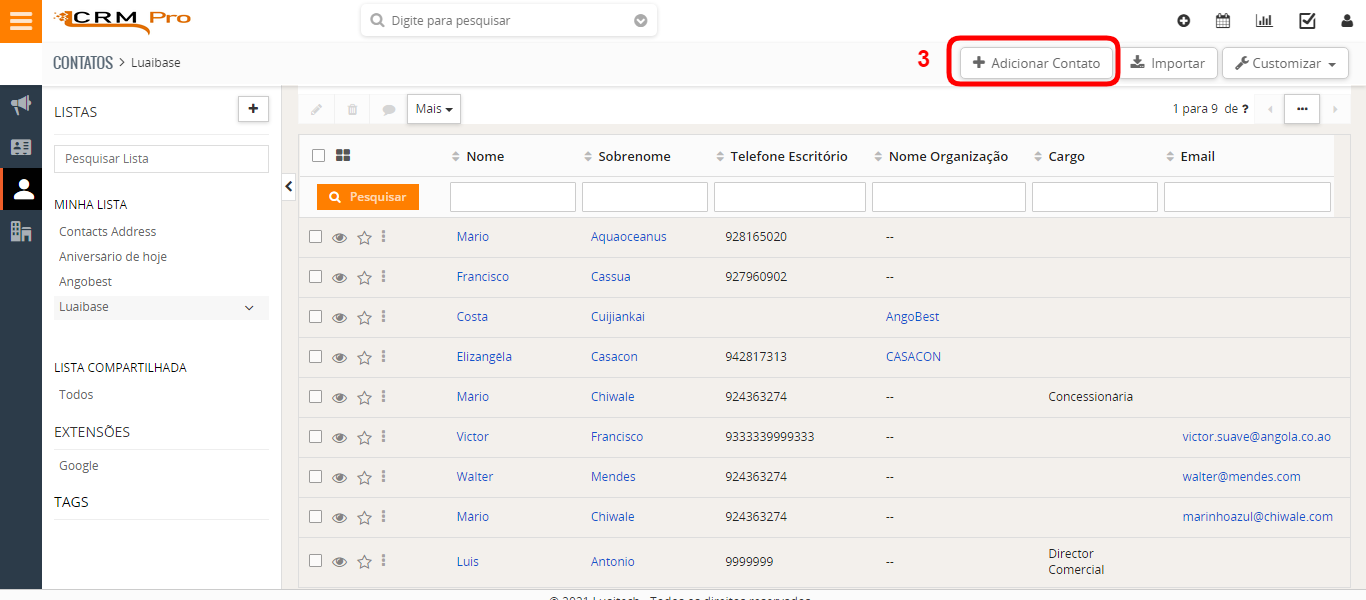 CRM Pro
Digite para pesquisar
CONTATOS > Luaibase
3
Adicionar Contato
Importar
Customizar
LISTAS
Pesquisar Lista
MINHA LISTA
Contacts Address
Aniversário de hoje
Angobest
Luaibase
LISTA COMPARTILHADA
Todos
EXTENSÕES
Google
TAGS
Mais
1 para 9 de ?
Nome Sobrenome Telefone Escritório Nome Organização Cargo Email
Pesquisar
Mario Aquaoceanus 928165020 --
Francisco Cassua 927960902 --
Costa Cuijiankai AngoBest
Elizangêla Casacon 942817313 CASACON
Mário Chiwale 924363274 -- Concessionária
Victor Francisco 9333339999333 -- victor.suave@angola.co.ao
Walter Mendes 924363274 -- walter@mendes.com
Mario Chiwale 924363274 -- marinhoazul@chiwale.com
Luis Antonio 9999999 -- Director Comercial